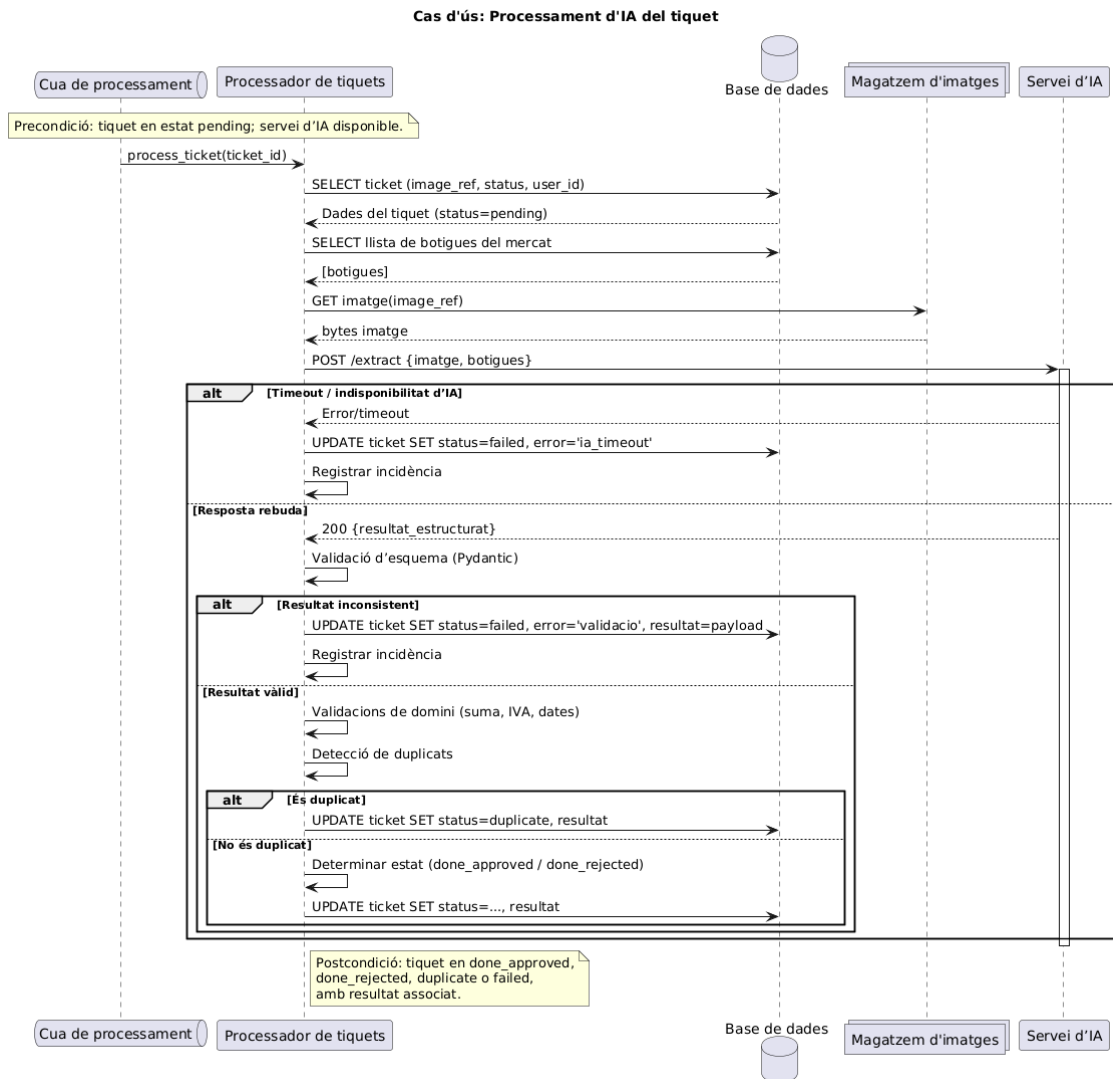 Cas d'ús: Processament d'IA del tiquet
Cua de processament
Processador de tiquets
Base de dades
Magatzem d'imatges
Servei d’IA
Precondició: tiquet en estat pending; servei d’IA disponible.
process_ticket(ticket_id)
SELECT ticket (image_ref, status, user_id)
Dades del tiquet (status=pending)
SELECT llista de botigues del mercat
[botigues]
GET imatge(image_ref)
bytes imatge
POST /extract {imatge, botigues}
alt [Timeout / indisponibilitat d’IA]
Error/timeout
UPDATE ticket SET status=failed, error='ia_timeout'
Registrar incidència
[Resposta rebuda]
200 {resultat_estructurat}
Validació d’esquema (Pydantic)
alt [Resultat inconsistent]
UPDATE ticket SET status=failed, error='validacio', resultat=payload
Registrar incidència
[Resultat vàlid]
Validacions de domini (suma, IVA, dates)
Detecció de duplicats
alt [És duplicat]
UPDATE ticket SET status=duplicate, resultat
[No és duplicat]
Determinar estat (done_approved / done_rejected)
UPDATE ticket SET status=..., resultat
Postcondició: tiquet en done_approved,
done_rejected, duplicate o failed,
amb resultat associat.
Cua de processament
Processador de tiquets
Base de dades
Magatzem d'imatges
Servei d’IA